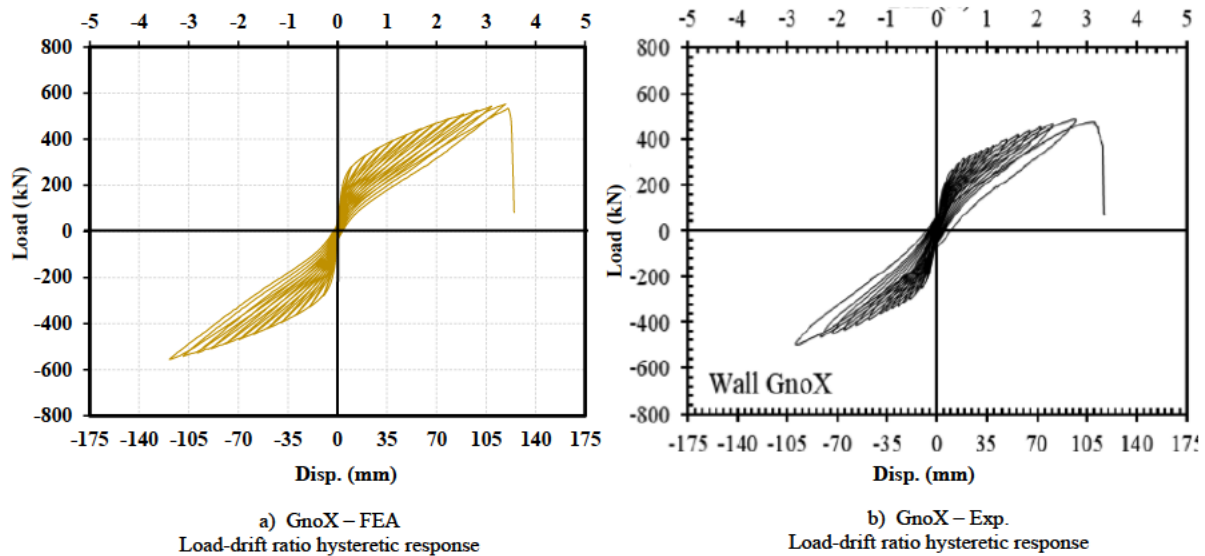 -5 -4 -3 -2 -1 0 1 2 3 4 5
800
600
400
200
0
-200
-400
-600
-800
Load (kN)
-175 -140 -105 -70 -35 0 35 70 105 140 175
Disp. (mm)
a) GnoX – FEA
Load-drift ratio hysteretic response
-5 -4 -3 -2 -1 0 1 2 3 4 5
800
600
400
200
0
-200
-400
-600
-800
Load (kN)
Wall GnoX
-175 -140 -105 -70 -35 0 35 70 105 140 175
Disp. (mm)
b) GnoX – Exp.
Load-drift ratio hysteretic response